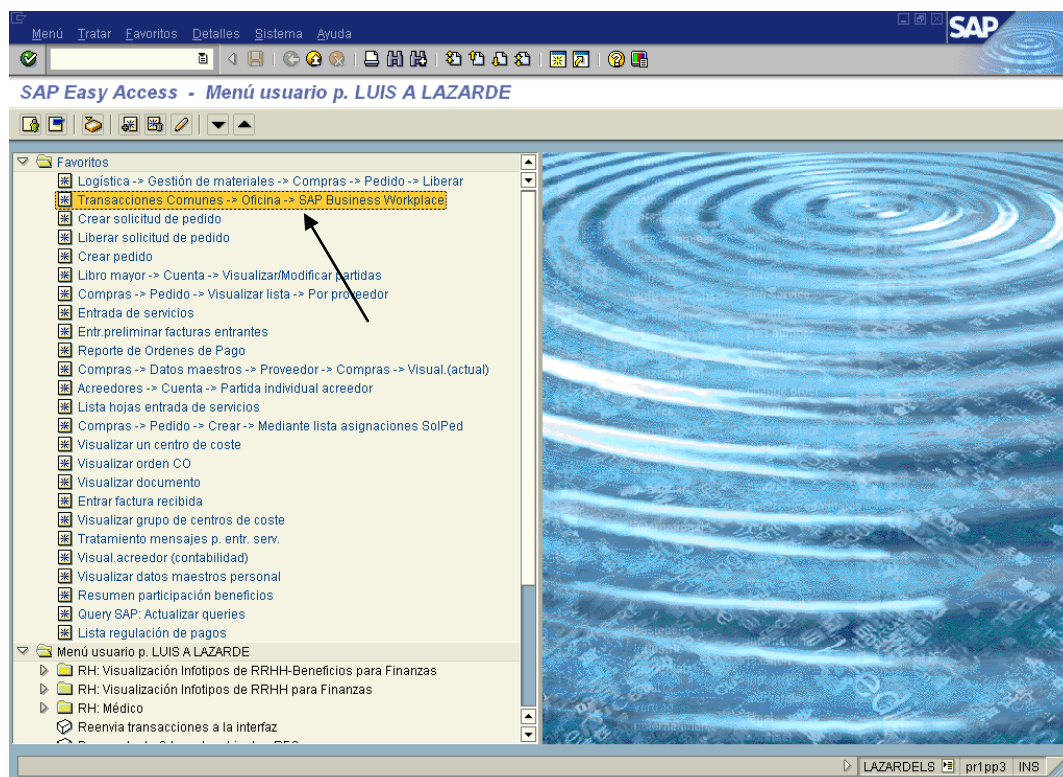 Menú Tratar Favoritos Detalles Sistema Ayuda
SAP
SAP Easy Access - Menú usuario p. LUIS A LAZARDE
Favoritos
Logística -> Gestión de materiales -> Compras -> Pedido -> Liberar
Transacciones Comunes -> Oficina -> SAP Business Workplace
Crear solicitud de pedido
Liberar solicitud de pedido
Crear pedido
Libro mayor -> Cuenta -> Visualizar/Modificar partidas
Compras -> Pedido -> Visualizar lista -> Por proveedor
Entrada de servicios
Entr.preliminar facturas entrantes
Reporte de Ordenes de Pago
Compras -> Datos maestros -> Proveedor -> Compras -> Visual.(actual)
Acreedores -> Cuenta -> Partida individual acreedor
Lista hojas entrada de servicios
Compras -> Pedido -> Crear -> Mediante lista asignaciones SolPed
Visualizar un centro de coste
Visualizar orden CO
Visualizar documento
Entrar factura recibida
Visualizar grupo de centros de coste
Tratamiento mensajes p. entr. serv.
Visual.acreedor (contabilidad)
Visualizar datos maestros personal
Resumen participación beneficios
Query SAP: Actualizar queries
Lista regulación de pagos
Menú usuario p. LUIS A LAZARDE
RH: Visualización Infotipos de RRHH-Beneficios para Finanzas
RH: Visualización Infotipos de RRHH para Finanzas
RH: Médico
Reenvia transacciones a la interfaz
LAZARDELS pr1pp3 INS